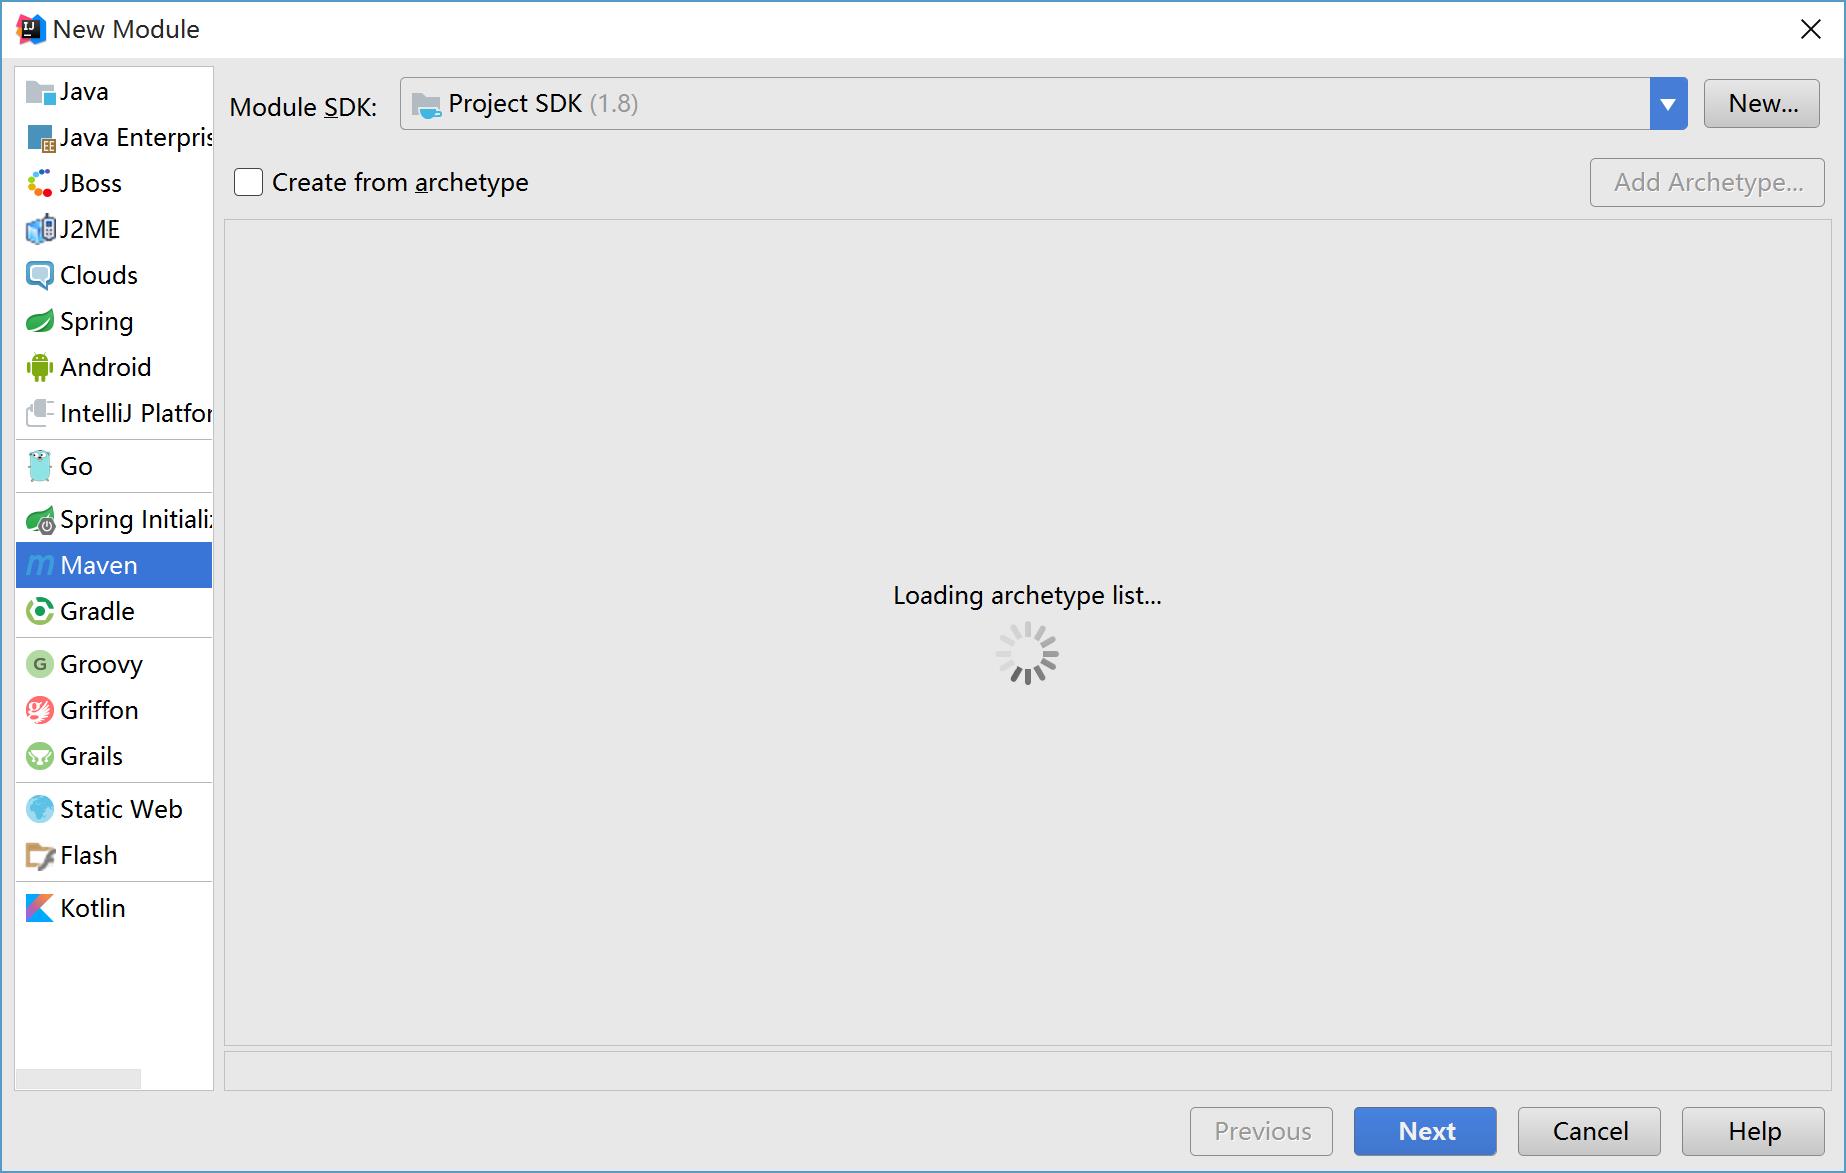 New Module
Java
Java Enterpris
JBoss
J2ME
Clouds
Spring
Android
IntelliJ Platfor
Go
Spring Initializ
Maven
Gradle
Groovy
Griffon
Grails
Static Web
Flash
Kotlin
Module SDK:
Project SDK (1.8)
New...
Create from archetype
Add Archetype...
Loading archetype list...
Previous
Next
Cancel
Help